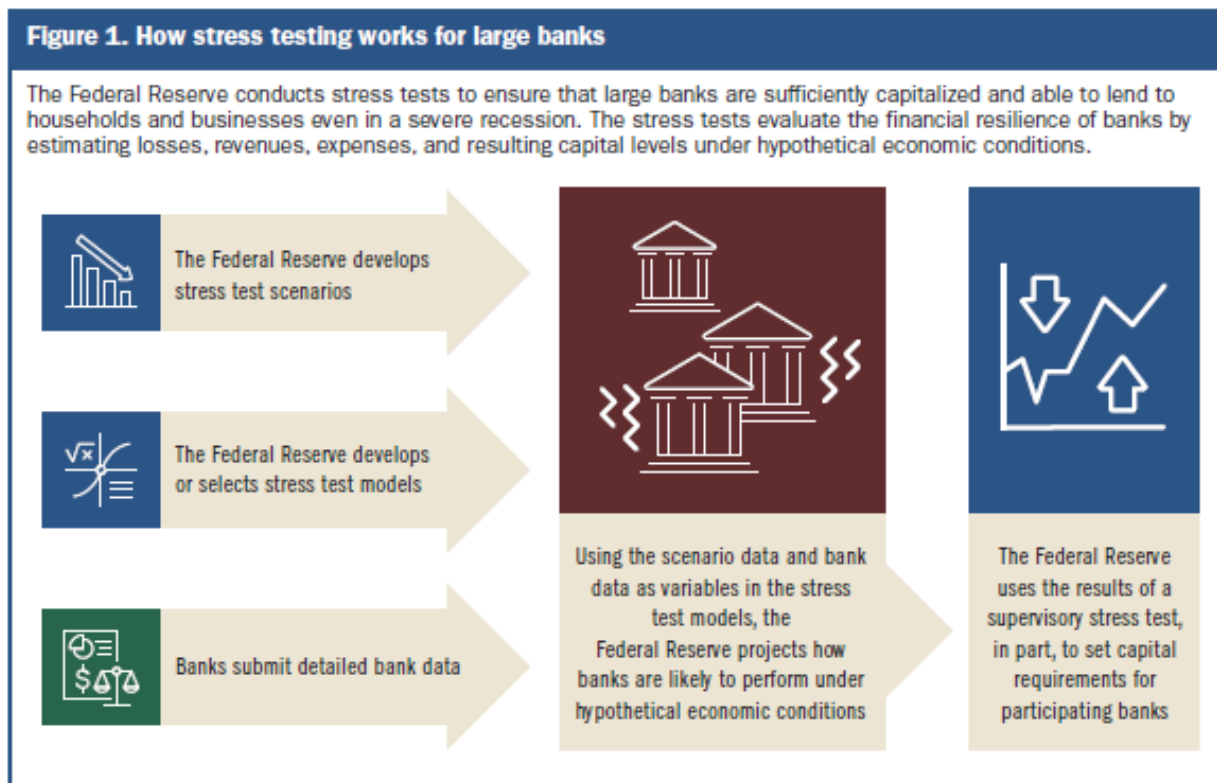 Figure 1. How stress testing works for large banks
The Federal Reserve conducts stress tests to ensure that large banks are sufficiently capitalized and able to lend to
households and businesses even in a severe recession. The stress tests evaluate the financial resilience of banks by
estimating losses, revenues, expenses, and resulting capital levels under hypothetical economic conditions.
The Federal Reserve develops
stress test scenarios
√x
The Federal Reserve develops
or selects stress test models
$
Banks submit detailed bank data
Using the scenario data and bank
data as variables in the stress
test models, the
Federal Reserve projects how
banks are likely to perform under
hypothetical economic conditions
The Federal Reserve
uses the results of a
supervisory stress test,
in part, to set capital
requirements for
participating banks